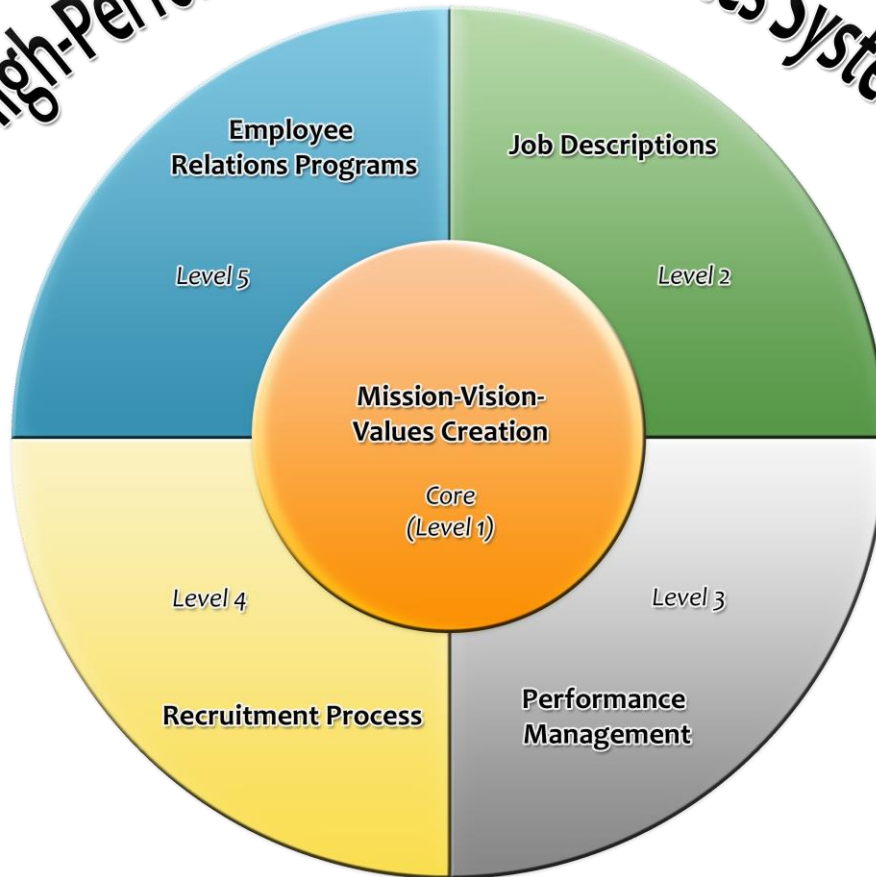 Employee
Relations Programs
Level 5
Job Descriptions
Level 2
Mission-Vision-
Values Creation
Core
(Level 1)
Level 4
Recruitment Process
Level 3
Performance
Management